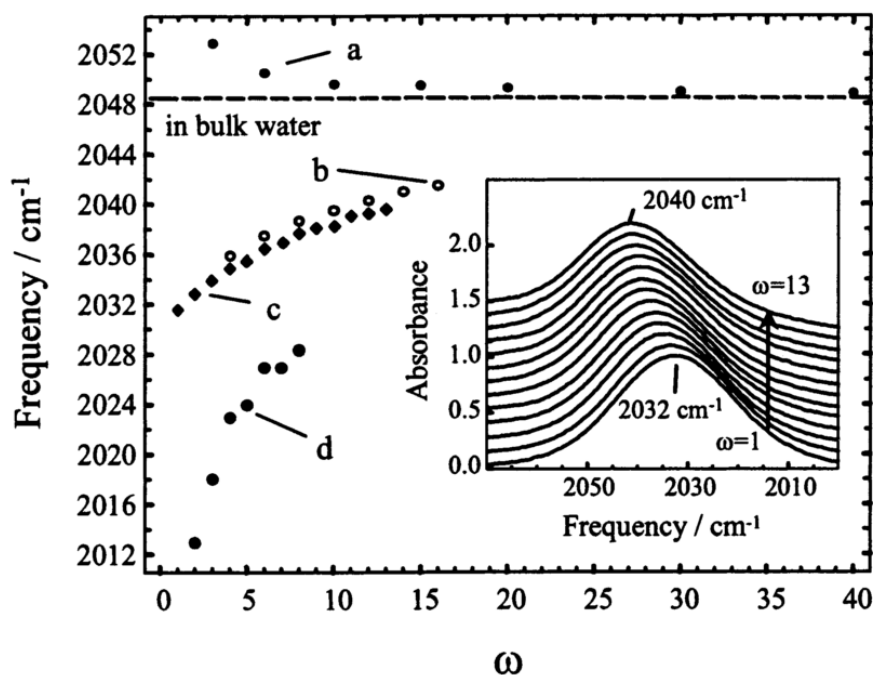 2052
2048
2044
2040
2036
2032
2028
2024
2020
2016
2012
Frequency / cm-1
a
in bulk water
b
c
d
0 5 10 15 20 25 30 35 40
ω
2040 cm-1
ω=13
2032 cm-1
ω=1
Absorbance
2.0
1.5
1.0
0.5
0.0
2050 2030 2010
Frequency / cm-1